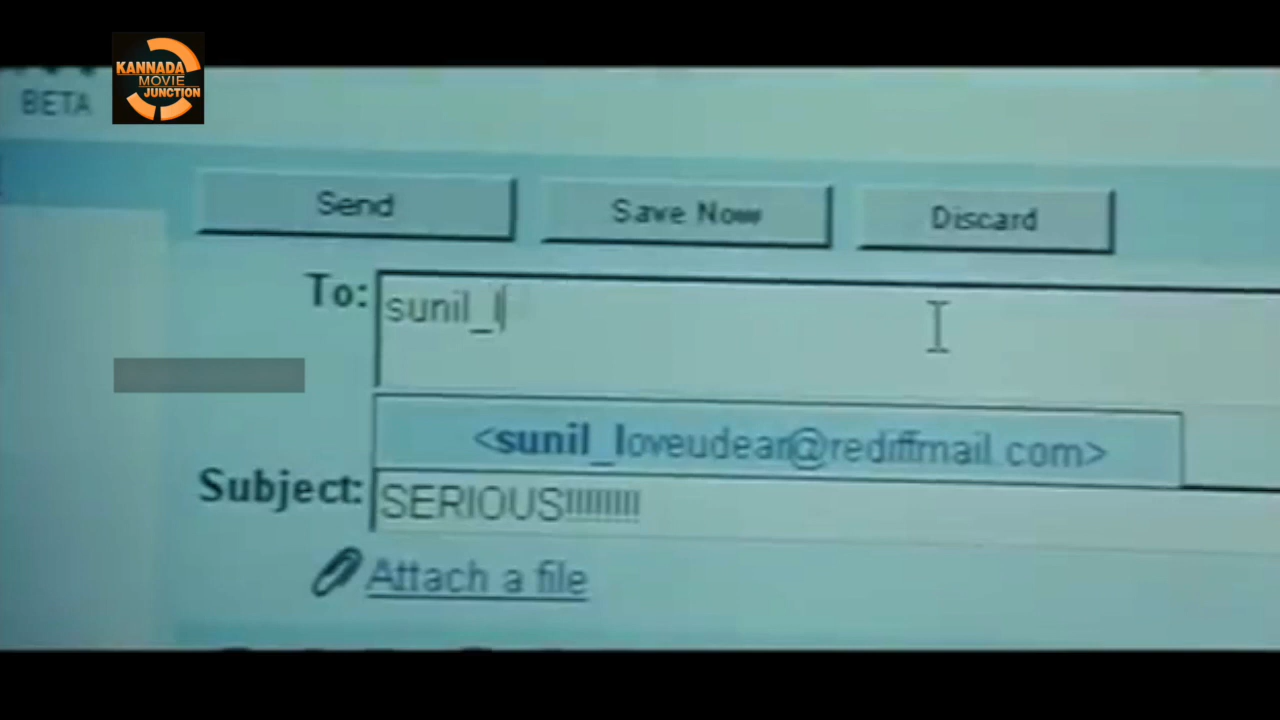 KANNADA
MOVIE
JUNCTION
BETA
Send
Save Now
Discard
To:
sunil_l
<sunil_loveudear@rediffmail.com>
Subject:
SERIOUS!!!!!!!!!
Attach a file